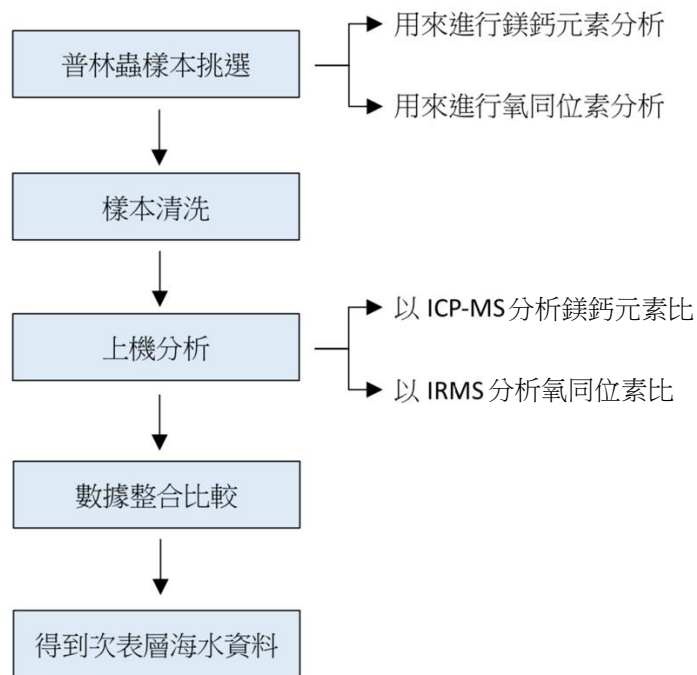 普林蟲樣本挑選
用來進行鎂鈣元素分析
用來進行氧同位素分析
樣本清洗
上機分析
以 ICP-MS 分析鎂鈣元素比
以 IRMS 分析氧同位素比
數據整合比較
得到次表層海水資料